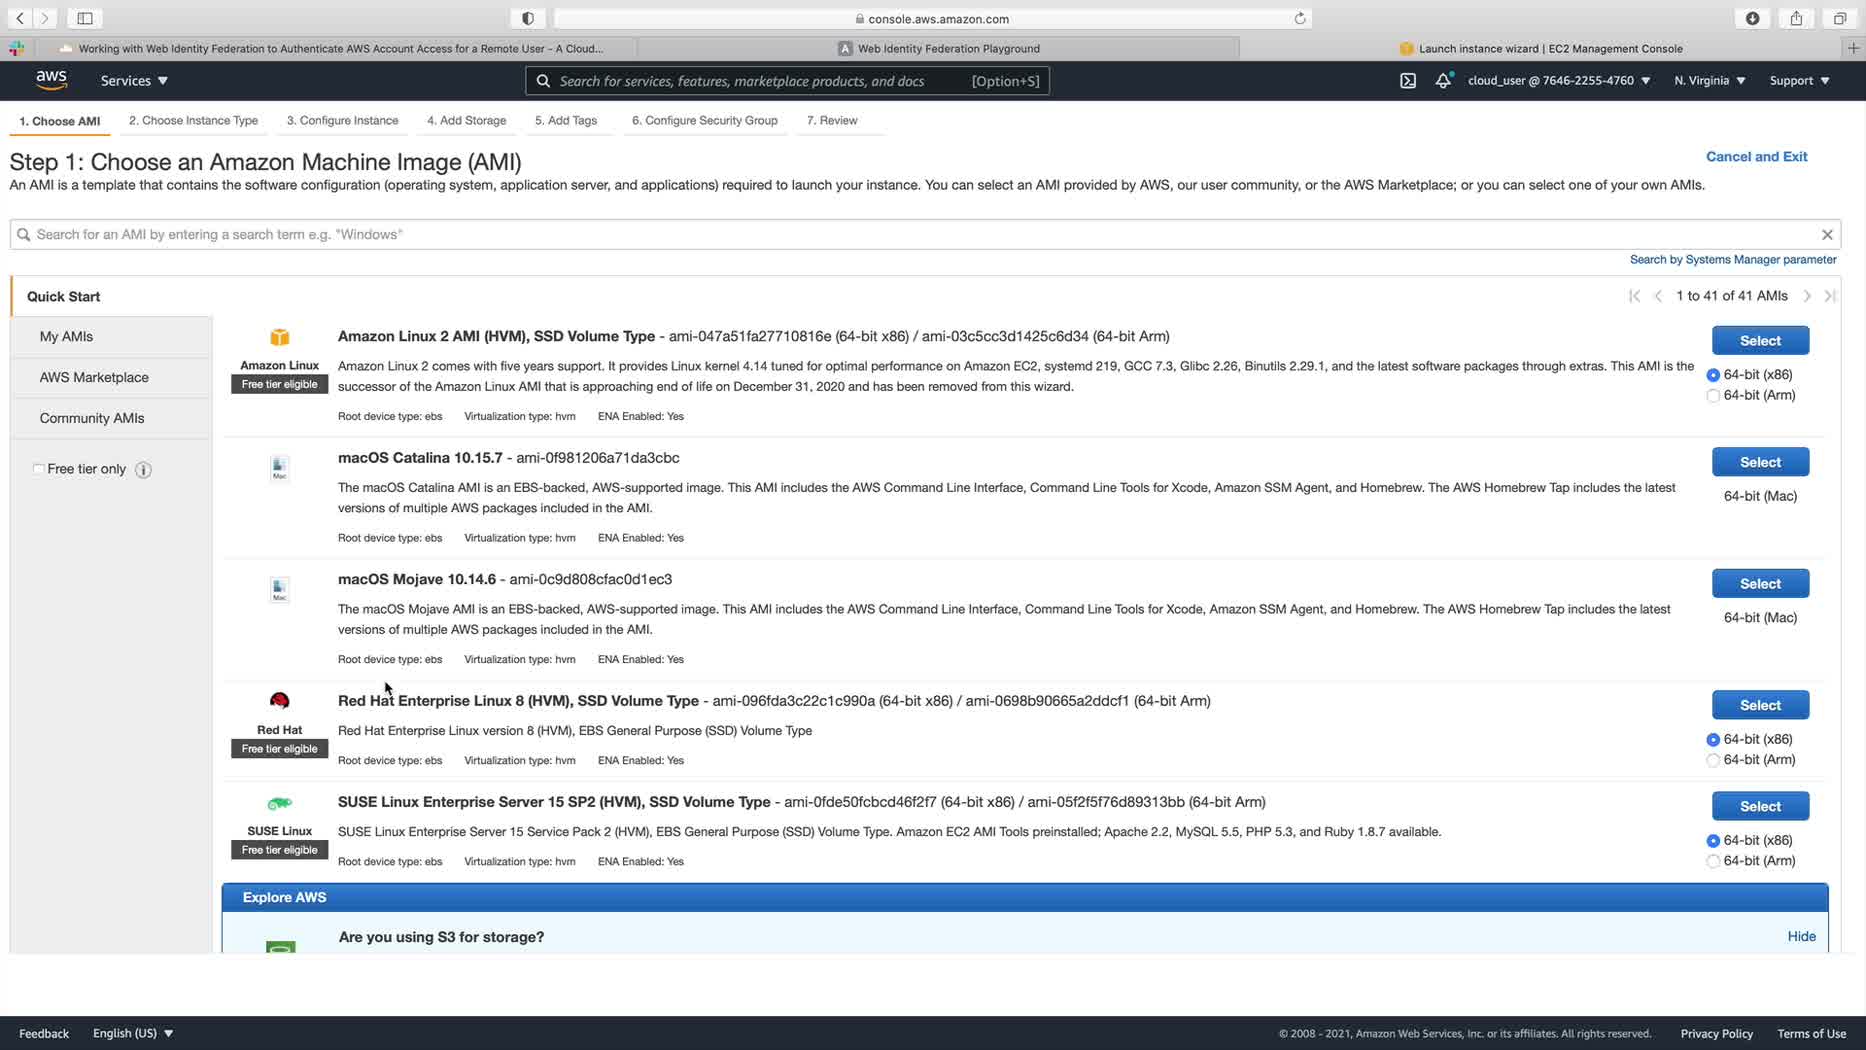 console.aws.amazon.com
Working with Web Identity Federation to Authenticate AWS Account Access for a Remote User - A Cloud...
A Web Identity Federation Playground
Launch instance wizard | EC2 Management Console
aws
Services
Search for services, features, marketplace products, and docs [Option+S]
cloud_user @ 7646-2255-4760
N. Virginia
Support
1. Choose AMI
2. Choose Instance Type
3. Configure Instance
4. Add Storage
5. Add Tags
6. Configure Security Group
7. Review
Step 1: Choose an Amazon Machine Image (AMI)
Cancel and Exit
An AMI is a template that contains the software configuration (operating system, application server, and applications) required to launch your instance. You can select an AMI provided by AWS, our user community, or the AWS Marketplace; or you can select one of your own AMIs.
Search for an AMI by entering a search term e.g. "Windows"
Search by Systems Manager parameter
Quick Start
1 to 41 of 41 AMIs
My AMIs
AWS Marketplace
Community AMIs
Free tier only
Amazon Linux
Free tier eligible
Amazon Linux 2 AMI (HVM), SSD Volume Type - ami-047a51fa27710816e (64-bit x86) / ami-03c5cc3d1425c6d34 (64-bit Arm)
Amazon Linux 2 comes with five years support. It provides Linux kernel 4.14 tuned for optimal performance on Amazon EC2, systemd 219, GCC 7.3, Glibc 2.26, Binutils 2.29.1, and the latest software packages through extras. This AMI is the
successor of the Amazon Linux AMI that is approaching end of life on December 31, 2020 and has been removed from this wizard.
Root device type: ebs Virtualization type: hvm ENA Enabled: Yes
Select
64-bit (x86)
64-bit (Arm)
Mac
macOS Catalina 10.15.7 - ami-0f981206a71da3cbc
The macOS Catalina AMI is an EBS-backed, AWS-supported image. This AMI includes the AWS Command Line Interface, Command Line Tools for Xcode, Amazon SSM Agent, and Homebrew. The AWS Homebrew Tap includes the latest
versions of multiple AWS packages included in the AMI.
Root device type: ebs Virtualization type: hvm ENA Enabled: Yes
Select
64-bit (Mac)
Mac
macOS Mojave 10.14.6 - ami-0c9d808cfac0d1ec3
The macOS Mojave AMI is an EBS-backed, AWS-supported image. This AMI includes the AWS Command Line Interface, Command Line Tools for Xcode, Amazon SSM Agent, and Homebrew. The AWS Homebrew Tap includes the latest
versions of multiple AWS packages included in the AMI.
Root device type: ebs Virtualization type: hvm ENA Enabled: Yes
Select
64-bit (Mac)
Red Hat
Free tier eligible
Red Hat Enterprise Linux 8 (HVM), SSD Volume Type - ami-096fda3c22c1c990a (64-bit x86) / ami-0698b90665a2ddcf1 (64-bit Arm)
Red Hat Enterprise Linux version 8 (HVM), EBS General Purpose (SSD) Volume Type
Root device type: ebs Virtualization type: hvm ENA Enabled: Yes
Select
64-bit (x86)
64-bit (Arm)
SUSE Linux
Free tier eligible
SUSE Linux Enterprise Server 15 SP2 (HVM), SSD Volume Type - ami-0fde50fcbcd46f2f7 (64-bit x86) / ami-05f2f5f76d89313bb (64-bit Arm)
SUSE Linux Enterprise Server 15 Service Pack 2 (HVM), EBS General Purpose (SSD) Volume Type. Amazon EC2 AMI Tools preinstalled; Apache 2.2, MySQL 5.5, PHP 5.3, and Ruby 1.8.7 available.
Root device type: ebs Virtualization type: hvm ENA Enabled: Yes
Select
64-bit (x86)
64-bit (Arm)
Explore AWS
Are you using S3 for storage?
Hide
Feedback
English (US)
© 2008 - 2021, Amazon Web Services, Inc. or its affiliates. All rights reserved.
Privacy Policy
Terms of Use